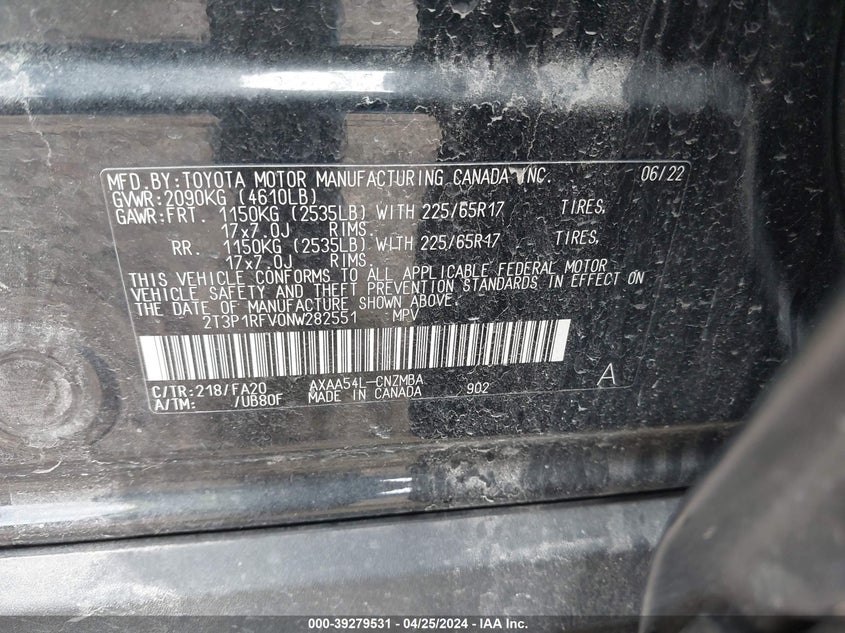 MFD.BY:TOYOTA MOTOR MANUFACTURING CANADA INC. 06/22
GVWR:2090KG (4610LB)
GAWR:FRT. 1150KG (2535LB) WITH 225/65R17 TIRES,
17x7.0J RIMS.
RR. 1150KG (2535LB) WITH 225/65R17 TIRES,
17x7.0J RIMS.
THIS VEHICLE CONFORMS TO ALL APPLICABLE FEDERAL MOTOR
VEHICLE SAFETY AND THEFT PREVENTION STANDARDS IN EFFECT ON
THE DATE OF MANUFACTURE SHOWN ABOVE.
2T3P1RFV0NW282551 MPV
C/TR:218/FA20 AXAA54L-CNZMBA 902 A
A/TM: /UB80F MADE IN CANADA
000-39279531 - 04/25/2024 - IAA Inc.